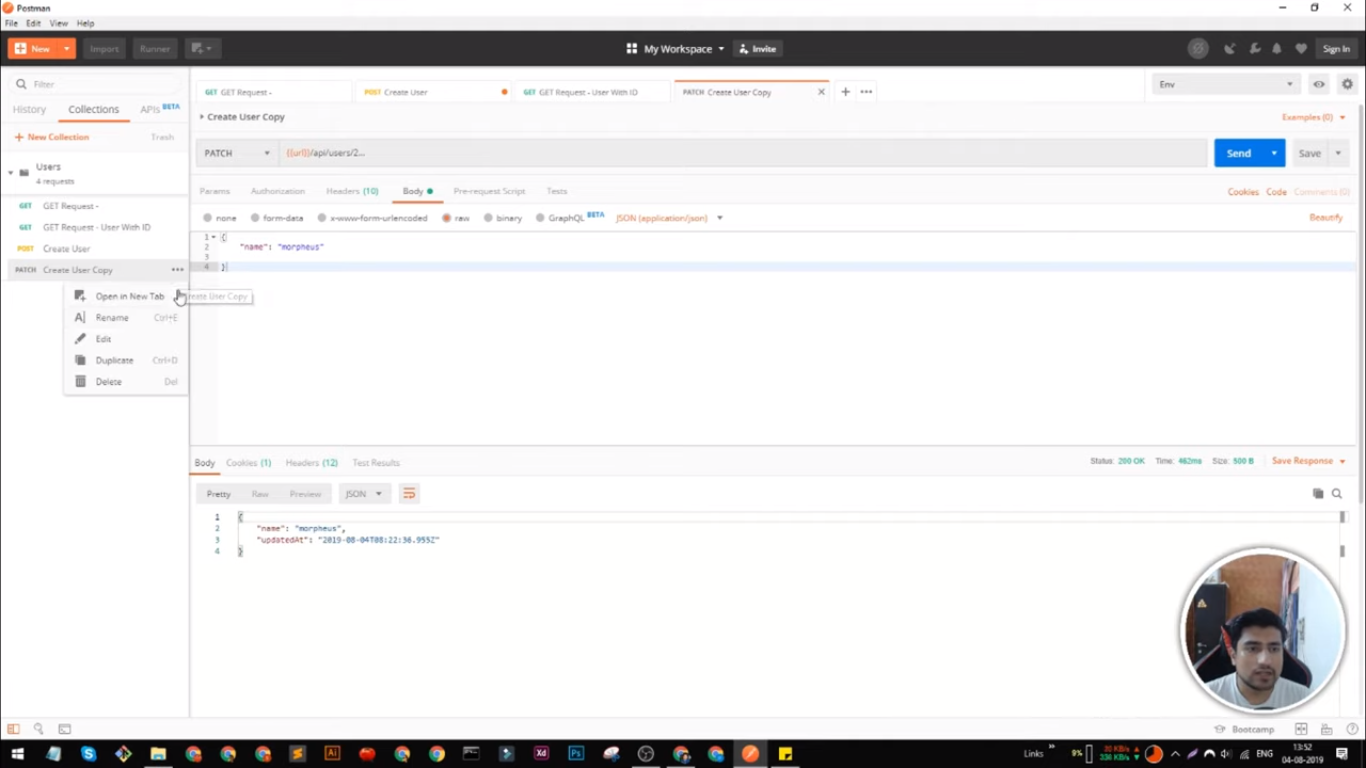 Postman
File Edit View Help
New Import Runner My Workspace Invite Sign In
Filter
History Collections APIs BETA
New Collection Trash
Users
4 requests
GET Request -
GET Request - User With ID
POST Create User
PATCH Create User Copy
Open in New Tab
Create User Copy
Rename Ctrl+E
Edit
Duplicate Ctrl+D
Delete Del
GET GET Request - POST Create User GET GET Request - User With ID PATCH Create User Copy Env
Create User Copy Examples (0)
PATCH {{url}}/api/users/2... Send Save
Params Authorization Headers (10) Body Pre-request Script Tests Cookies Code Comments (0)
none form-data x-www-form-urlencoded raw binary GraphQL BETA JSON (application/json) Beautify
1 {
2 "name": "morpheus"
3
4 }
Body Cookies (1) Headers (12) Test Results Status: 200 OK Time: 462ms Size: 500 B Save Response
Pretty Raw Preview JSON
1 {
2 "name": "morpheus",
3 "updatedAt": "2019-08-04T08:22:36.955Z"
4 }
Bootcamp
Links 9% ENG 13:52
04-08-2019